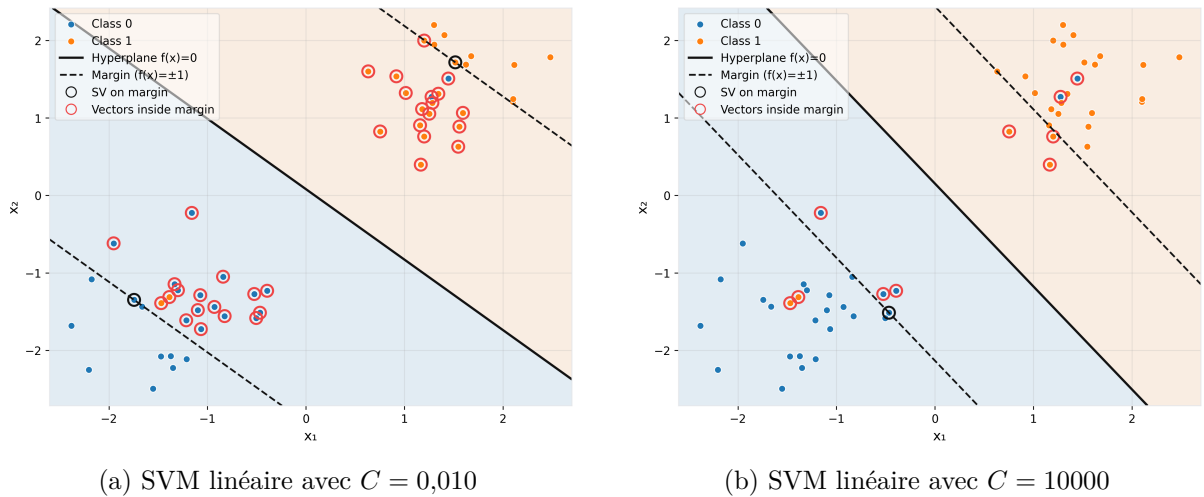 Class 0
Class 1
Hyperplane f(x)=0
Margin (f(x)=±1)
SV on margin
Vectors inside margin
2
1
0
−1
−2
x₂
−2
−1
0
1
2
x₁
(a) SVM linéaire avec C = 0,010
Class 0
Class 1
Hyperplane f(x)=0
Margin (f(x)=±1)
SV on margin
Vectors inside margin
2
1
0
−1
−2
x₂
−2
−1
0
1
2
x₁
(b) SVM linéaire avec C = 10000